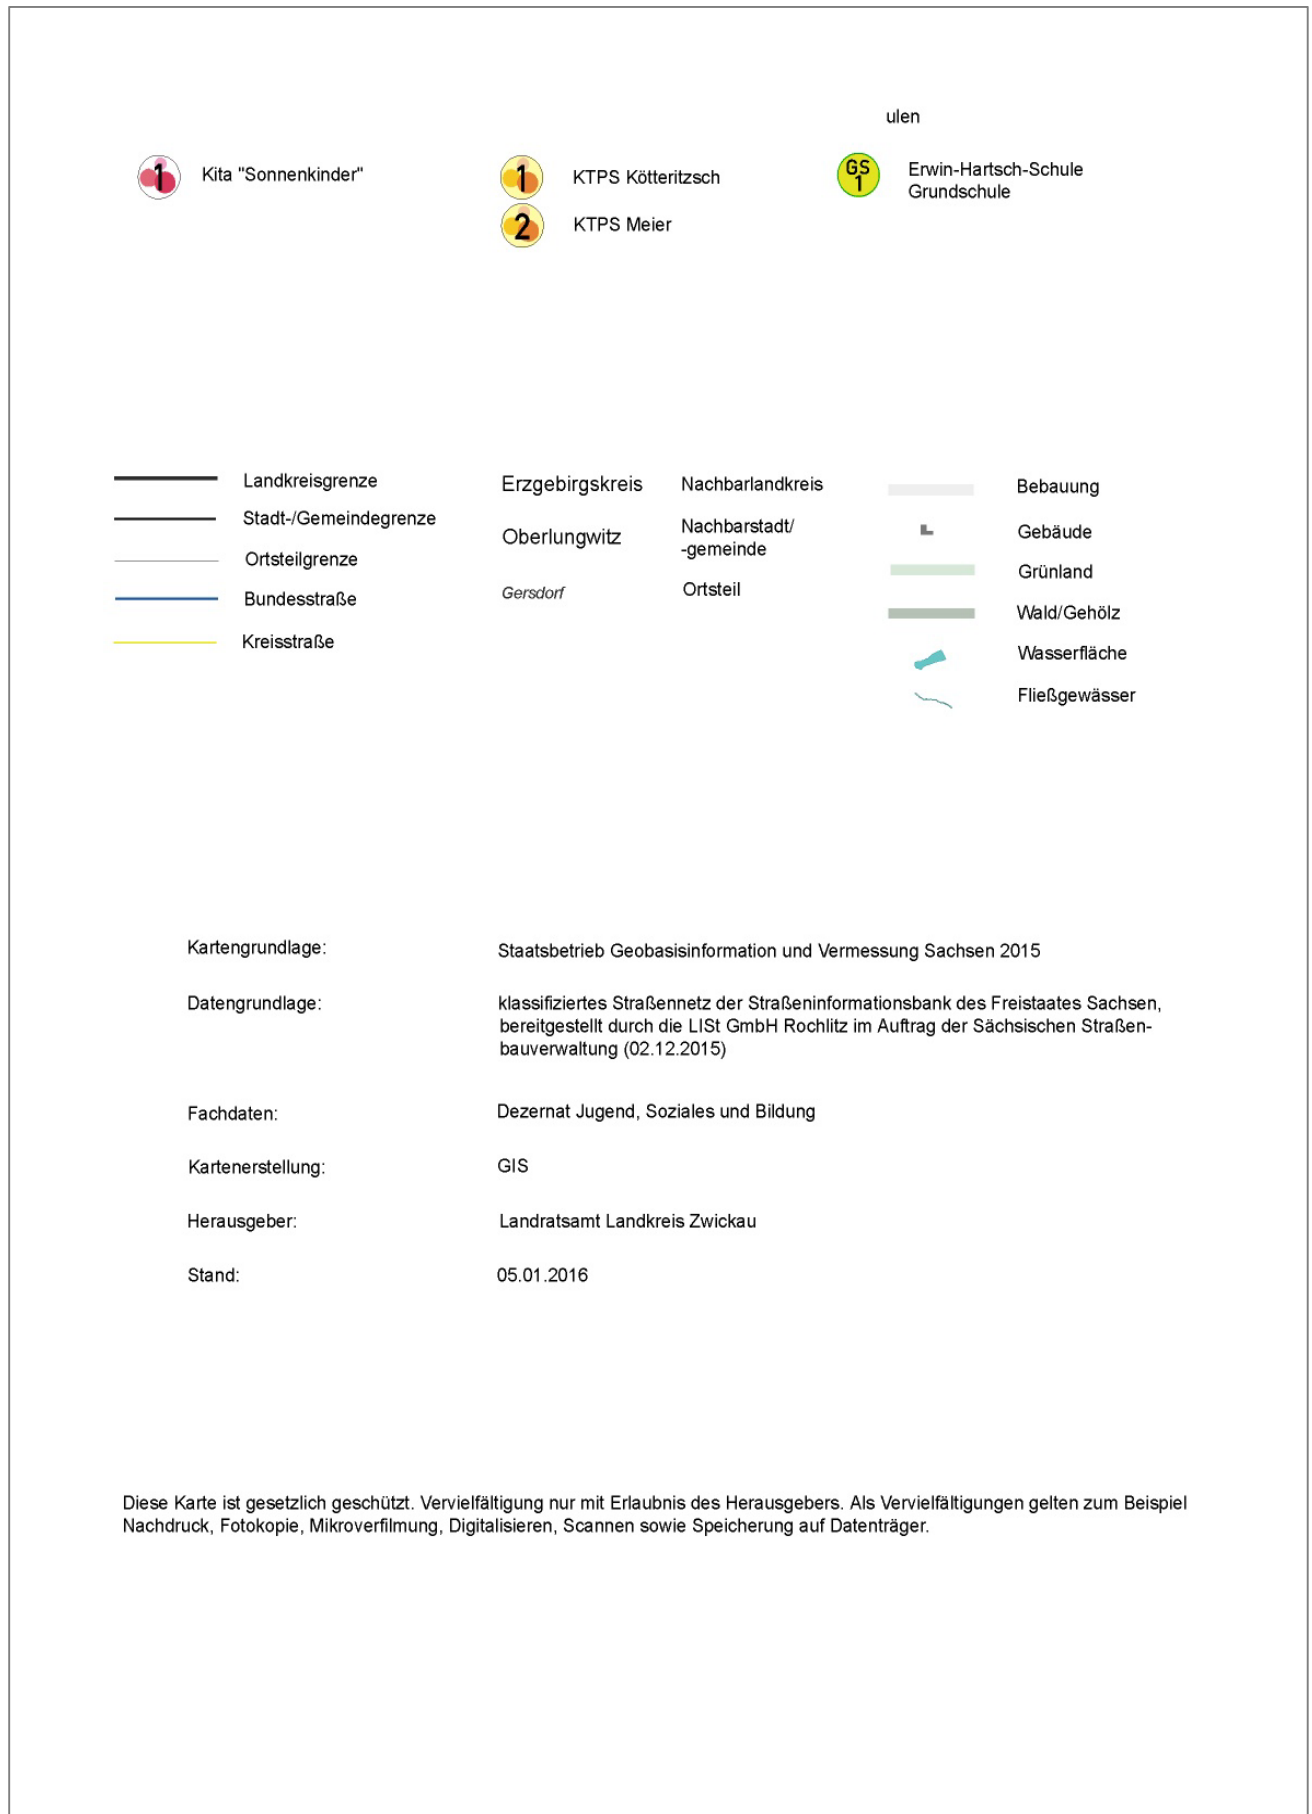 ulen
1 Kita "Sonnenkinder"
1 KTPS Kötteritzsch
2 KTPS Meier
GS
1
Erwin-Hartsch-Schule
Grundschule
Landkreisgrenze
Stadt-/Gemeindegrenze
Ortsteilgrenze
Bundesstraße
Kreisstraße
Erzgebirgskreis Nachbarlandkreis
Oberlungwitz Nachbarstadt/
-gemeinde
Gersdorf Ortsteil
Bebauung
Gebäude
Grünland
Wald/Gehölz
Wasserfläche
Fließgewässer
Kartengrundlage: Staatsbetrieb Geobasisinformation und Vermessung Sachsen 2015
Datengrundlage: klassifiziertes Straßennetz der Straßeninformationsbank des Freistaates Sachsen,
bereitgestellt durch die LISt GmbH Rochlitz im Auftrag der Sächsischen Straßen-
bauverwaltung (02.12.2015)
Fachdaten: Dezernat Jugend, Soziales und Bildung
Kartenerstellung: GIS
Herausgeber: Landratsamt Landkreis Zwickau
Stand: 05.01.2016
Diese Karte ist gesetzlich geschützt. Vervielfältigung nur mit Erlaubnis des Herausgebers. Als Vervielfältigungen gelten zum Beispiel
Nachdruck, Fotokopie, Mikroverfilmung, Digitalisieren, Scannen sowie Speicherung auf Datenträger.